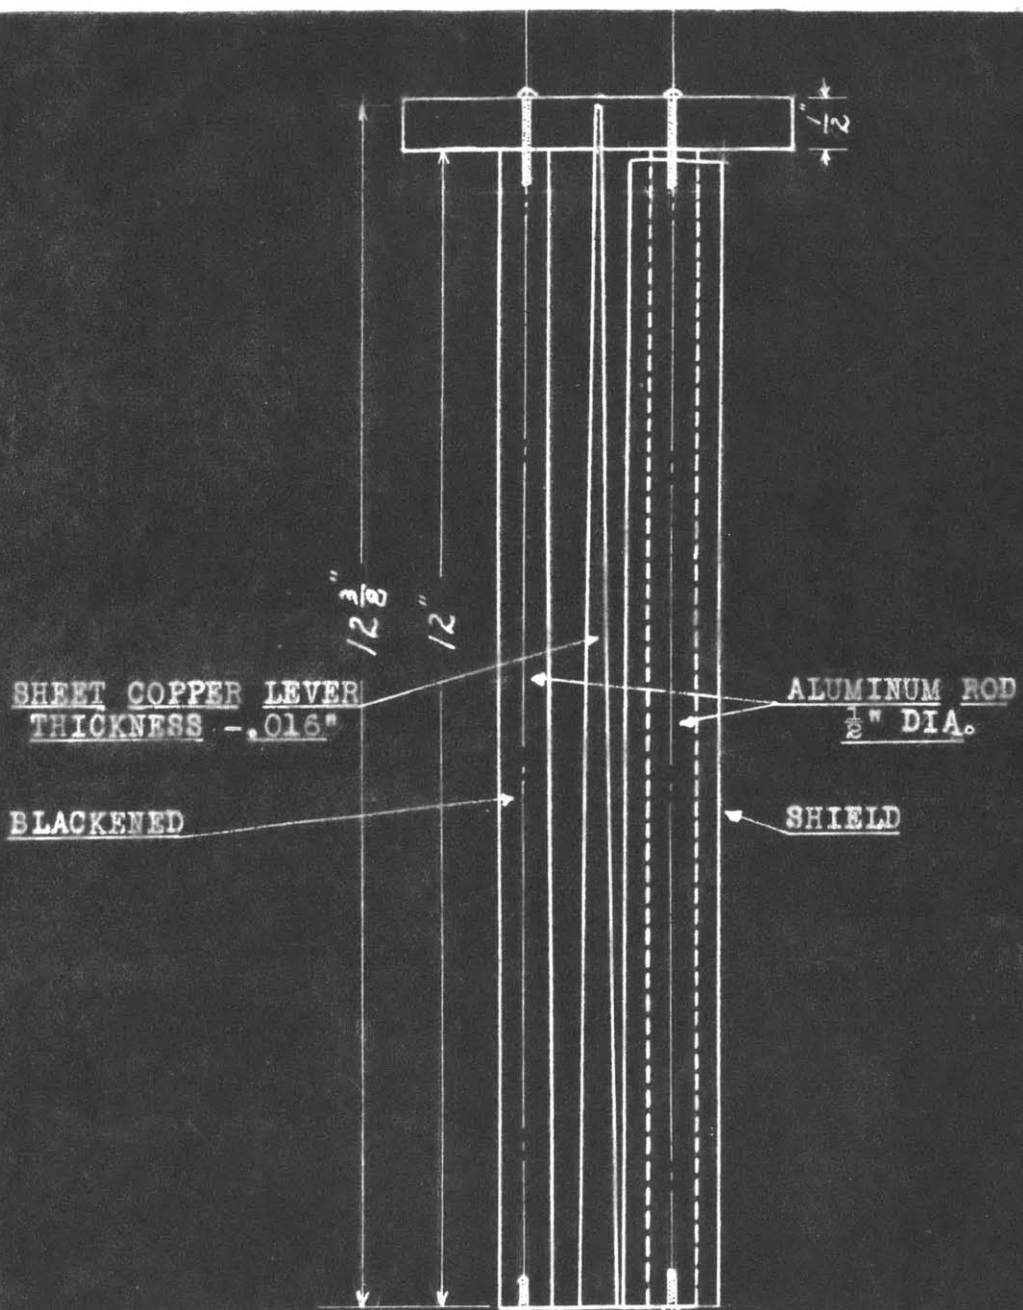 1/2"
12 3/8"
12"
SHEET COPPER LEVER
THICKNESS -.016"
ALUMINUM ROD
1/2" DIA.
BLACKENED
SHIELD